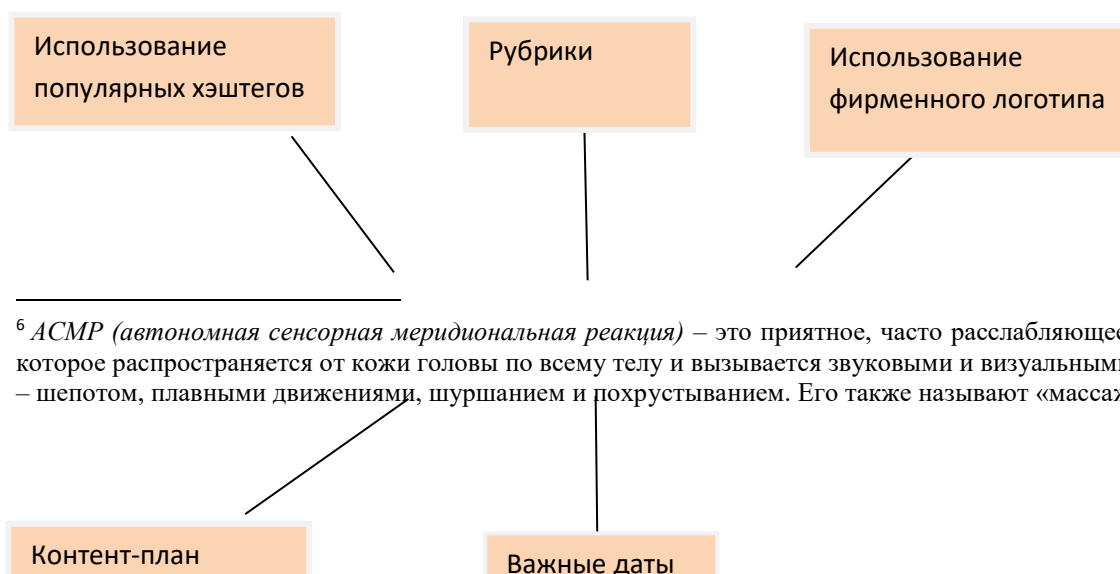 Использование
популярных хэштегов
Рубрики
Использование
фирменного логотипа
6 АСМР (автономная сенсорная меридиональная реакция) – это приятное, часто расслабляющее
которое распространяется от кожи головы по всему телу и вызывается звуковыми и визуальными
– шепотом, плавными движениями, шуршанием и похрустыванием. Его также называют «массаж
Контент-план
Важные даты